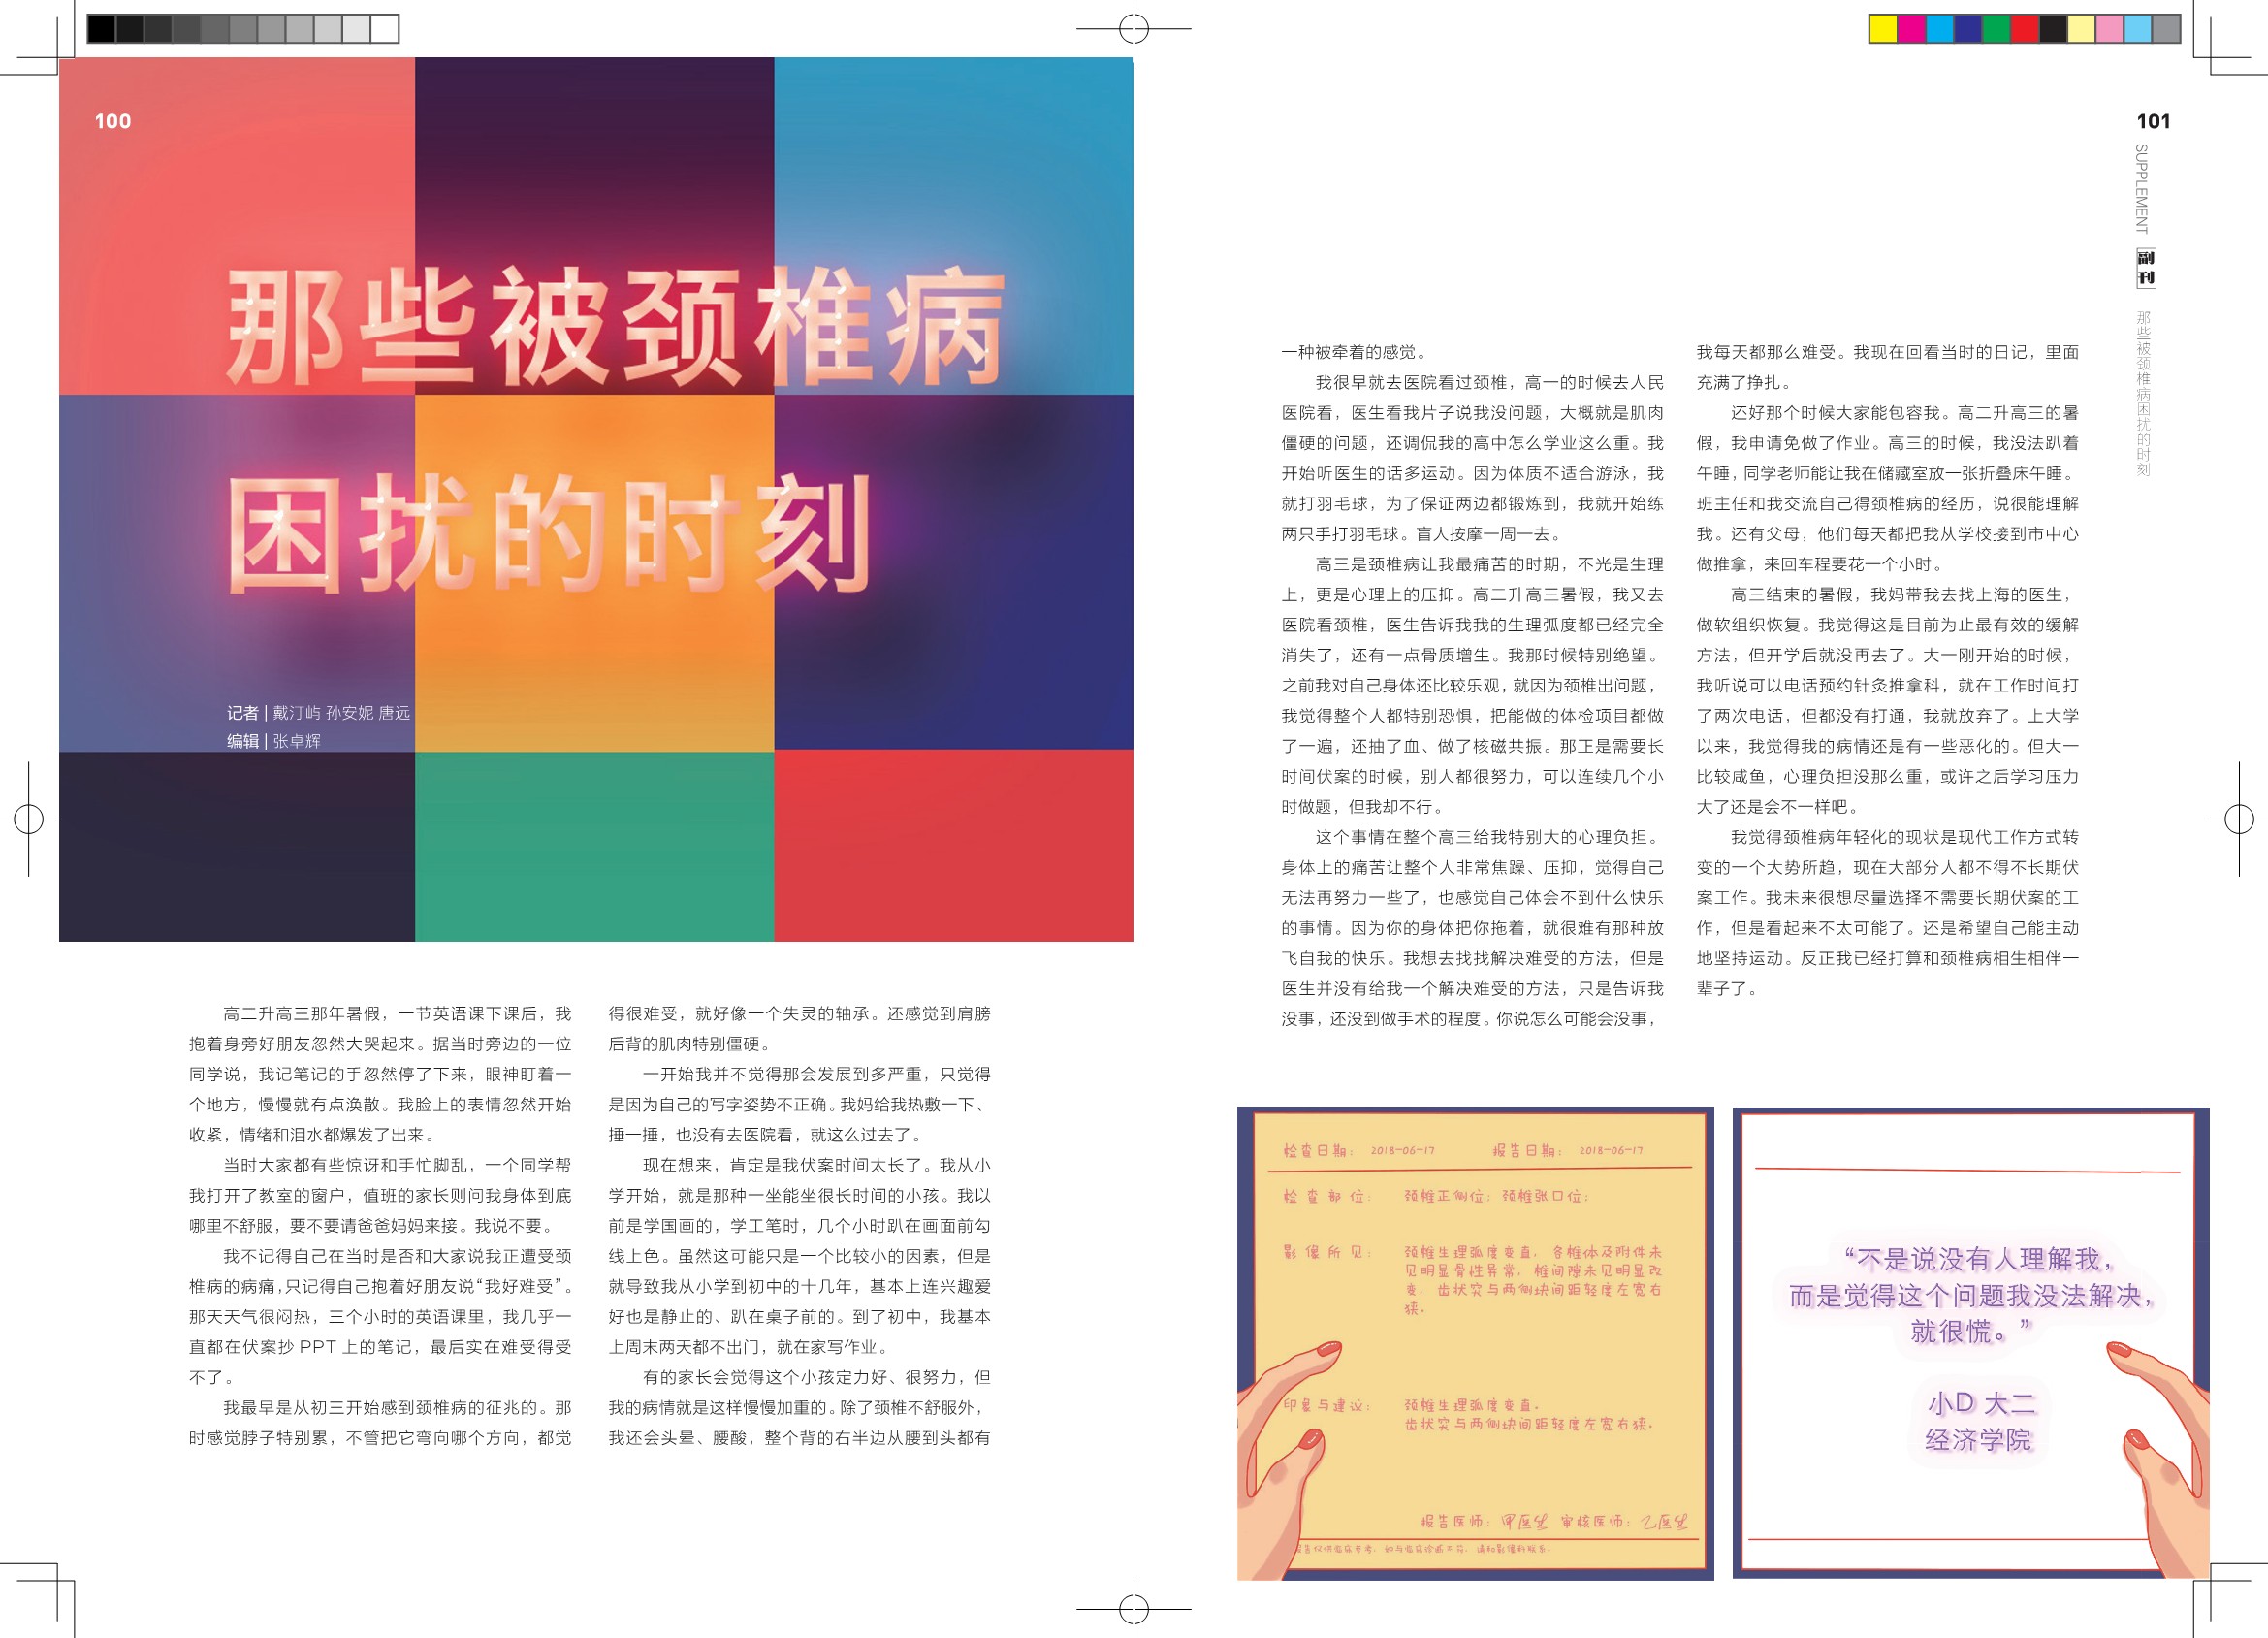 100
那些被颈椎病
困扰的时刻
记者 | 戴汀屿 孙安妮 唐远
编辑 | 张卓辉
高二升高三那年暑假，一节英语课下课后，我
抱着身旁好朋友忽然大哭起来。据当时旁边的一位
同学说，我记笔记的手忽然停了下来，眼神盯着一
个地方，慢慢就有点涣散。我脸上的表情忽然开始
收紧，情绪和泪水都爆发了出来。
当时大家都有些惊讶和手忙脚乱，一个同学帮
我打开了教室的窗户，值班的家长则问我身体到底
哪里不舒服，要不要请爸爸妈妈来接。我说不要。
我不记得自己在当时是否和大家说我正遭受颈
椎病的病痛，只记得自己抱着好朋友说“我好难受”。
那天天气很闷热，三个小时的英语课里，我几乎一
直都在伏案抄 PPT 上的笔记，最后实在难受得受
不了。
我最早是从初三开始感到颈椎病的征兆的。那
时感觉脖子特别累，不管把它弯向哪个方向，都觉
得很难受，就好像一个失灵的轴承。还感觉到肩膀
后背的肌肉特别僵硬。
一开始我并不觉得那会发展到多严重，只觉得
是因为自己的写字姿势不正确。我妈给我热敷一下、
捶一捶，也没有去医院看，就这么过去了。
现在想来，肯定是我伏案时间太长了。我从小
学开始，就是那种一坐能坐很长时间的小孩。我以
前是学国画的，学工笔时，几个小时趴在画面前勾
线上色。虽然这可能只是一个比较小的因素，但是
就导致我从小学到初中的十几年，基本上连兴趣爱
好也是静止的、趴在桌子前的。到了初中，我基本
上周末两天都不出门，就在家写作业。
有的家长会觉得这个小孩定力好、很努力，但
我的病情就是这样慢慢加重的。除了颈椎不舒服外，
我还会头晕、腰酸，整个背的右半边从腰到头都有
101
SUPPLEMENT
副刊
那些被颈椎病困扰的时刻
一种被牵着的感觉。
我很早就去医院看过颈椎，高一的时候去人民
医院看，医生看我片子说我没问题，大概就是肌肉
僵硬的问题，还调侃我的高中怎么学业这么重。我
开始听医生的话多运动。因为体质不适合游泳，我
就打羽毛球，为了保证两边都锻炼到，我就开始练
两只手打羽毛球。盲人按摩一周一去。
高三是颈椎病让我最痛苦的时期，不光是生理
上，更是心理上的压抑。高二升高三暑假，我又去
医院看颈椎，医生告诉我我的生理弧度都已经完全
消失了，还有一点骨质增生。我那时候特别绝望。
之前我对自己身体还比较乐观，就因为颈椎出问题，
我觉得整个人都特别恐惧，把能做的体检项目都做
了一遍，还抽了血、做了核磁共振。那正是需要长
时间伏案的时候，别人都很努力，可以连续几个小
时做题，但我却不行。
这个事情在整个高三给我特别大的心理负担。
身体上的痛苦让整个人非常焦躁、压抑，觉得自己
无法再努力一些了，也感觉自己体会不到什么快乐
的事情。因为你的身体把你拖着，就很难有那种放
飞自我的快乐。我想去找找解决难受的方法，但是
医生并没有给我一个解决难受的方法，只是告诉我
没事，还没到做手术的程度。你说怎么可能会没事，
我每天都那么难受。我现在回看当时的日记，里面
充满了挣扎。
还好那个时候大家能包容我。高二升高三的暑
假，我申请免做了作业。高三的时候，我没法趴着
午睡，同学老师能让我在储藏室放一张折叠床午睡。
班主任和我交流自己得颈椎病的经历，说很能理解
我。还有父母，他们每天都把我从学校接到市中心
做推拿，来回车程要花一个小时。
高三结束的暑假，我妈带我去找上海的医生，
做软组织恢复。我觉得这是目前为止最有效的缓解
方法，但开学后就没再去了。大一刚开始的时候，
我听说可以电话预约针灸推拿科，就在工作时间打
了两次电话，但都没有打通，我就放弃了。上大学
以来，我觉得我的病情还是有一些恶化的。但大一
比较咸鱼，心理负担没那么重，或许之后学习压力
大了还是会不一样吧。
我觉得颈椎病年轻化的现状是现代工作方式转
变的一个大势所趋，现在大部分人都不得不长期伏
案工作。我未来很想尽量选择不需要长期伏案的工
作，但是看起来不太可能了。还是希望自己能主动
地坚持运动。反正我已经打算和颈椎病相生相伴一
辈子了。
检查日期： 2018-06-17 报告日期： 2018-06-17
检查部位： 颈椎正侧位；颈椎张口位；
影像所见： 颈椎生理弧度变直，各椎体及附件未
见明显骨性异常，椎间隙未见明显改
变，齿状突与两侧块间距轻度左宽右
狭。
印象与建议： 颈椎生理弧度变直。
齿状突与两侧块间距轻度左宽右狭。
报告医师：甲医生 审核医师：乙医生
告仅供临床参考，如与临床诊断不符，请和影像科联系。
“不是说没有人理解我，
而是觉得这个问题我没法解决，
就很慌。”
小D 大二
经济学院